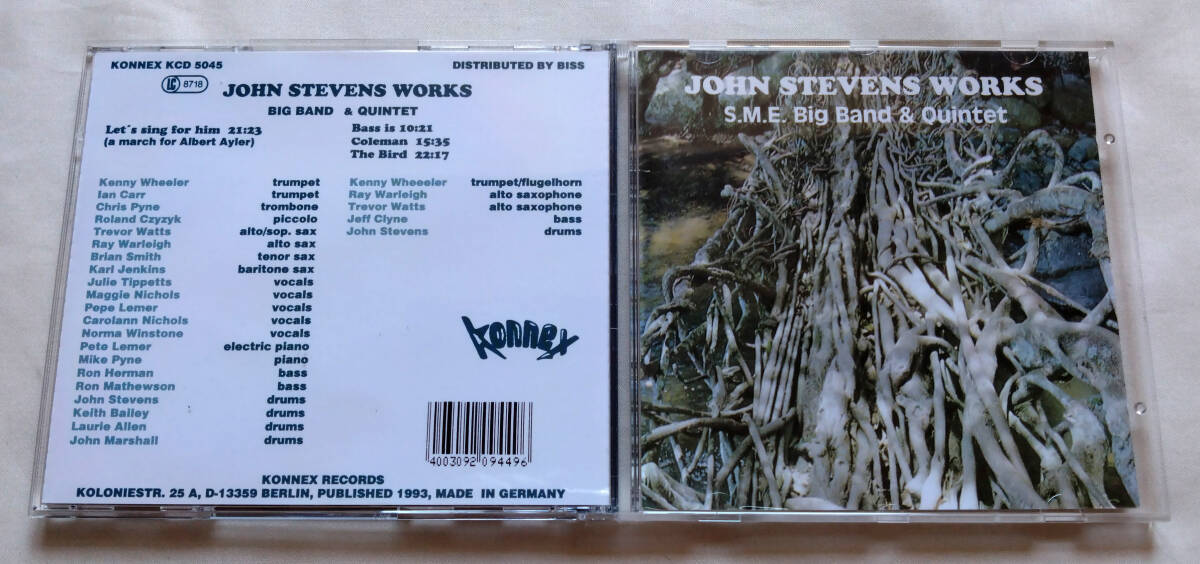 KONNEX KCD 5045 DISTRIBUTED BY BISS
LC 8718
JOHN STEVENS WORKS
BIG BAND & QUINTET
Let´s sing for him 21:23
(a march for Albert Ayler)
Bass is 10:21
Coleman 15:35
The Bird 22:17
Kenny Wheeler trumpet
Ian Carr trumpet
Chris Pyne trombone
Roland Czyzyk piccolo
Trevor Watts alto/sop. sax
Ray Warleigh alto sax
Brian Smith tenor sax
Karl Jenkins baritone sax
Julie Tippetts vocals
Maggie Nichols vocals
Pepe Lemer vocals
Carolann Nichols vocals
Norma Winstone vocals
Pete Lemer electric piano
Mike Pyne piano
Ron Herman bass
Ron Mathewson bass
John Stevens drums
Keith Bailey drums
Laurie Allen drums
John Marshall drums
Kenny Wheeeler trumpet/flugelhorn
Ray Warleigh alto saxophone
Trevor Watts alto saxophone
Jeff Clyne bass
John Stevens drums
konnex
4003092 094496
KONNEX RECORDS
KOLONIESTR. 25 A, D-13359 BERLIN, PUBLISHED 1993, MADE IN GERMANY
JOHN STEVENS WORKS
S.M.E. Big Band & Quintet